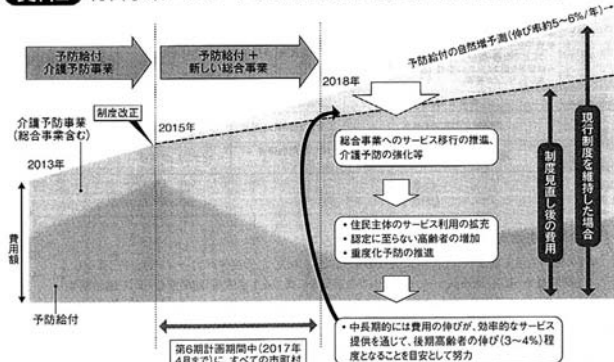 予防給付
介護予防事業
予防給付 +
新しい総合事業
予防給付の自然増予測(伸び率約5~6%/年)
2018年
制度改正
2015年
介護予防事業
(総合事業含む)
2013年
総合事業へのサービス移行の推進、
介護予防の強化等
制度見直し後の費用
現行制度を維持した場合
費用額
・住民主体のサービス利用の拡充
・認定に至らない高齢者の増加
・重度化予防の推進
予防給付
・中長期的には費用の伸びが、効率的なサービス
提供を通じて、後期高齢者の伸び(3~4%)程
度となることを目安として努力
第6期計画期間中(2017年
4月まで)に、すべての市町村